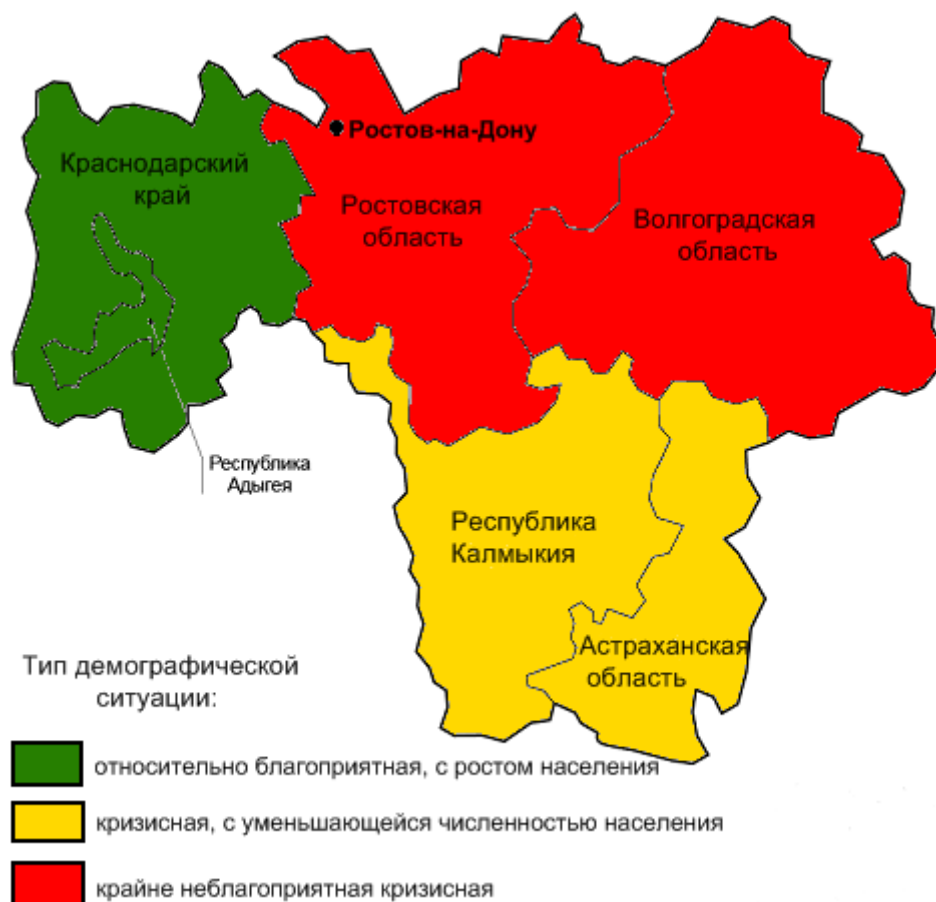 Ростов-на-Дону
Краснодарский
край
Ростовская
область
Волгоградская
область
Республика
Адыгея
Республика
Калмыкия
Астраханская
область
Тип демографической
ситуации:
относительно благоприятная, с ростом населения
кризисная, с уменьшающейся численностью населения
крайне неблагоприятная кризисная